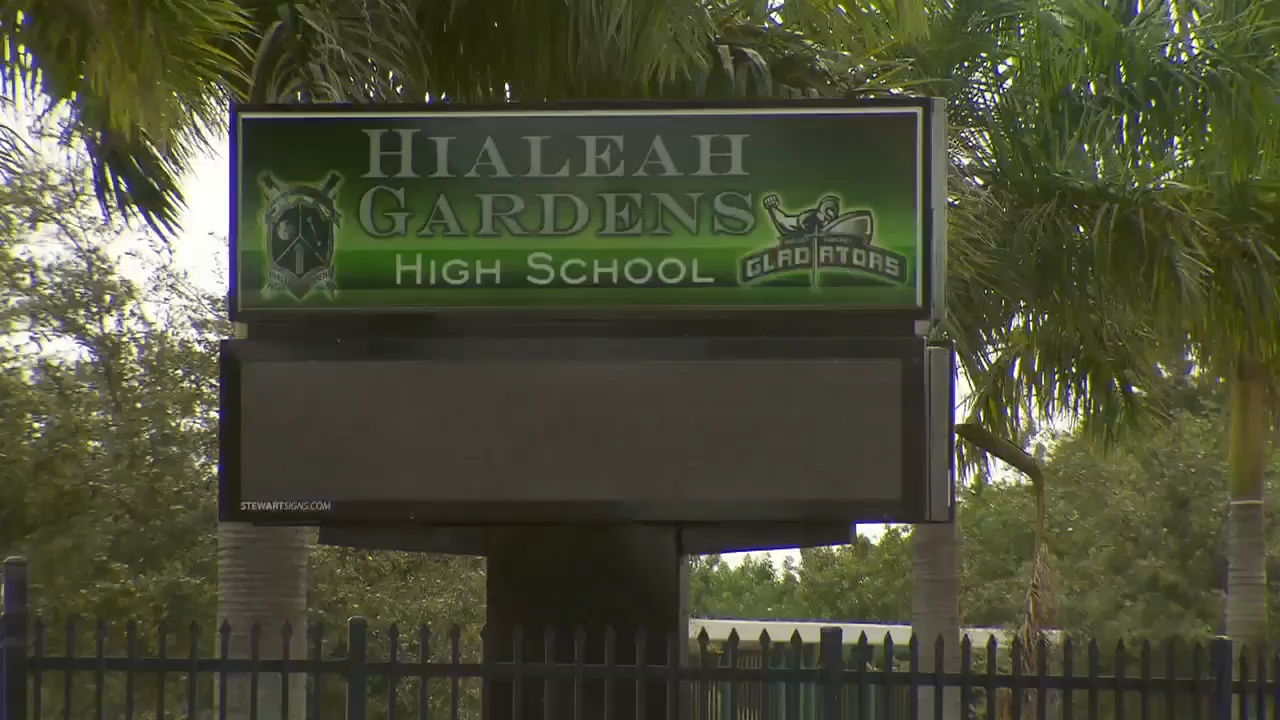 HIALEAH
GARDENS
HIGH SCHOOL
GLADIATORS
STEWARTSIGNS.COM